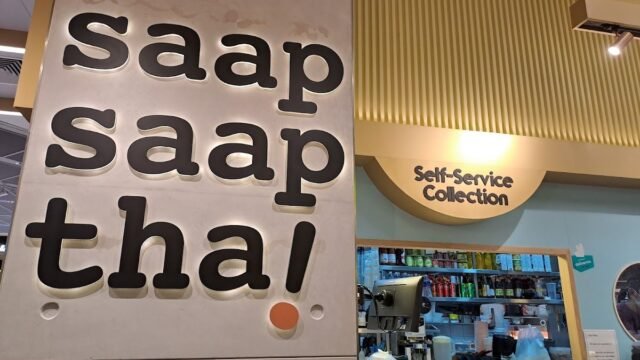 saap
saap
tha!
Self-Service
Collection